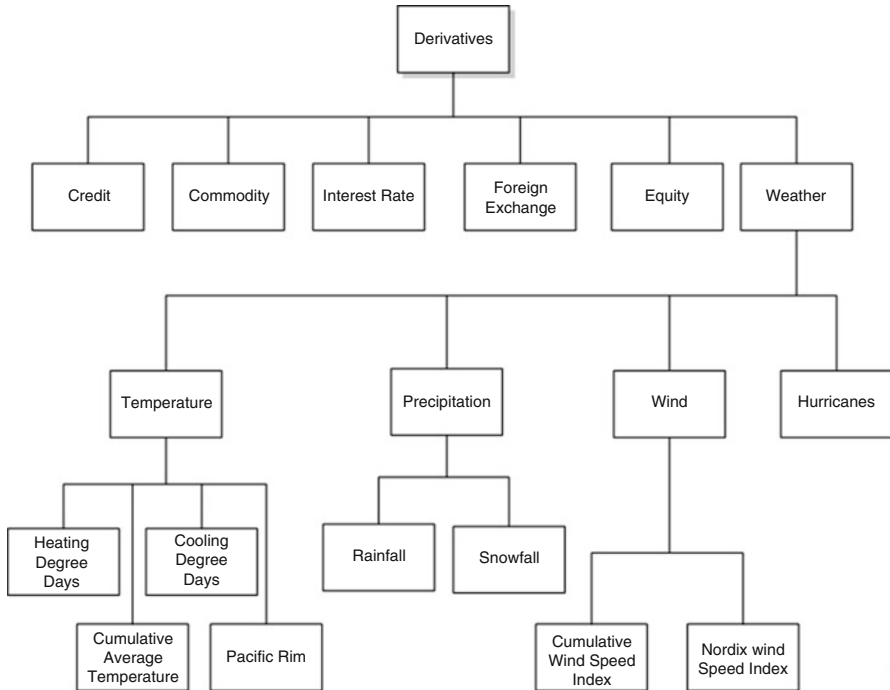 Derivatives
Credit
Commodity
Interest Rate
Foreign
Exchange
Equity
Weather
Temperature
Precipitation
Wind
Hurricanes
Heating
Degree
Days
Cooling
Degree
Days
Rainfall
Snowfall
Cumulative
Average
Temperature
Pacific Rim
Cumulative
Wind Speed
Index
Nordix wind
Speed Index